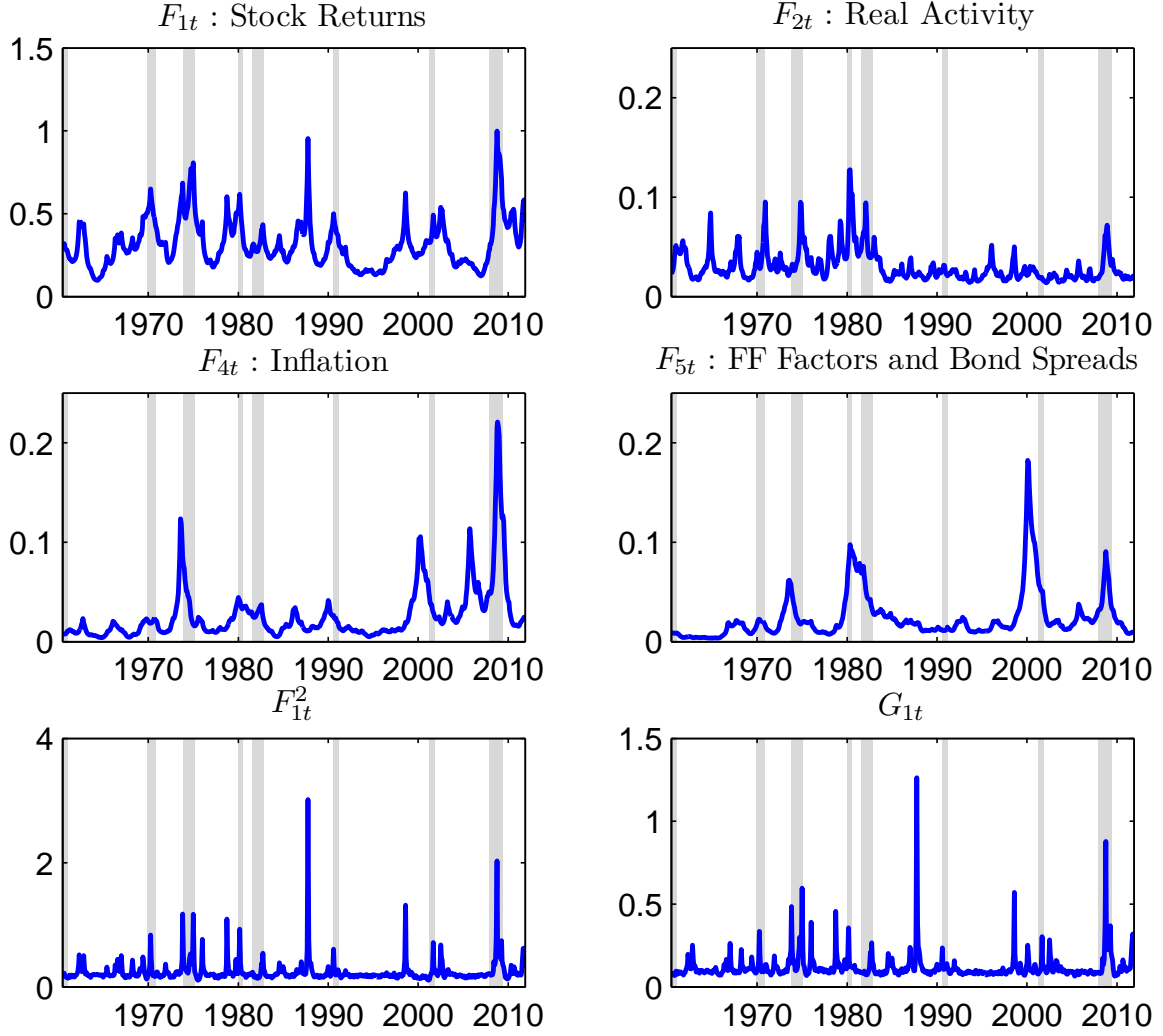 F₁ₜ : Stock Returns
1.5
1
0.5
0
1970 1980 1990 2000 2010
F₂ₜ : Real Activity
0.2
0.1
0
1970 1980 1990 2000 2010
F₄ₜ : Inflation
0.2
0.1
0
1970 1980 1990 2000 2010
F₅ₜ : FF Factors and Bond Spreads
0.2
0.1
0
1970 1980 1990 2000 2010
F²₁ₜ
4
2
0
1970 1980 1990 2000 2010
G₁ₜ
1.5
1
0.5
0
1970 1980 1990 2000 2010